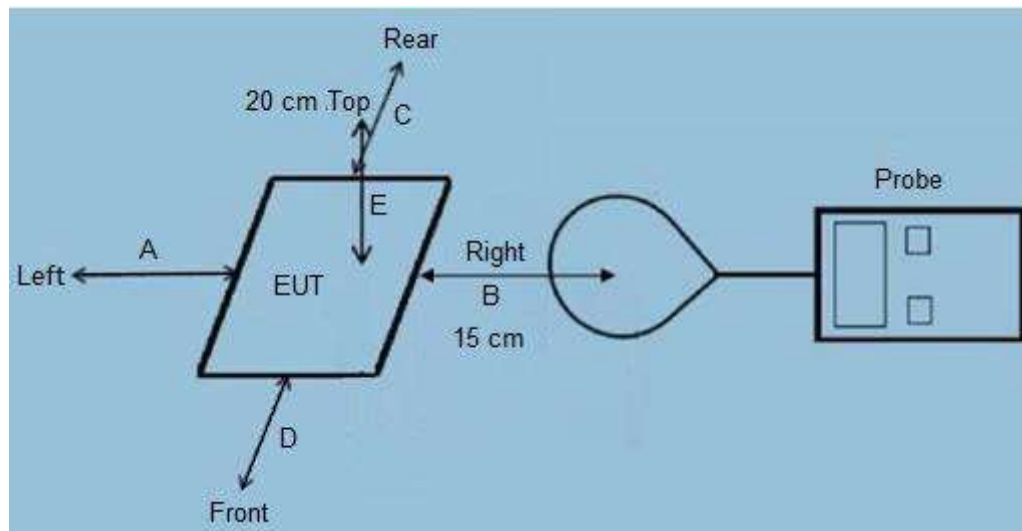 Rear
20 cm Top
C
Probe
E
Right
A
Left
EUT
B
15 cm
D
Front